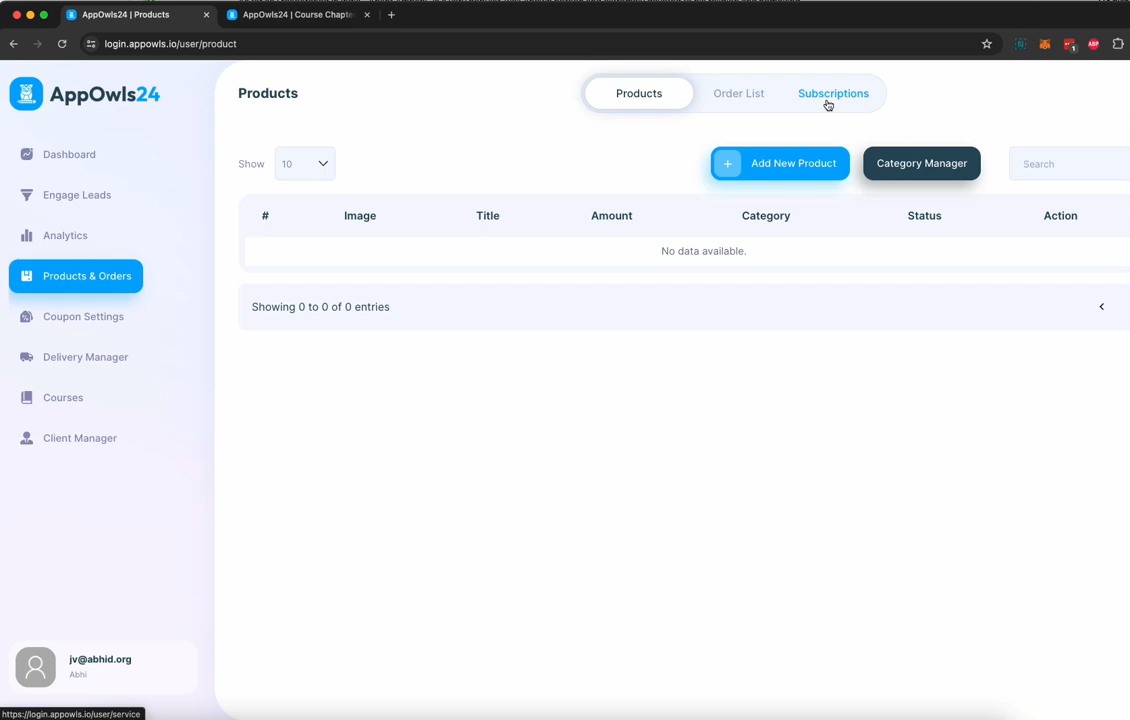 AppOwls24 | Products
AppOwls24 | Course Chapte
login.appowls.io/user/product
1
ABP
AppOwls24
Products
Products
Order List
Subscriptions
Dashboard
Engage Leads
Analytics
Products & Orders
Coupon Settings
Delivery Manager
Courses
Client Manager
Show
10
+ Add New Product
Category Manager
Search
# Image Title Amount Category Status Action
No data available.
Showing 0 to 0 of 0 entries
jv@abhid.org
Abhi
https://login.appowls.io/user/service